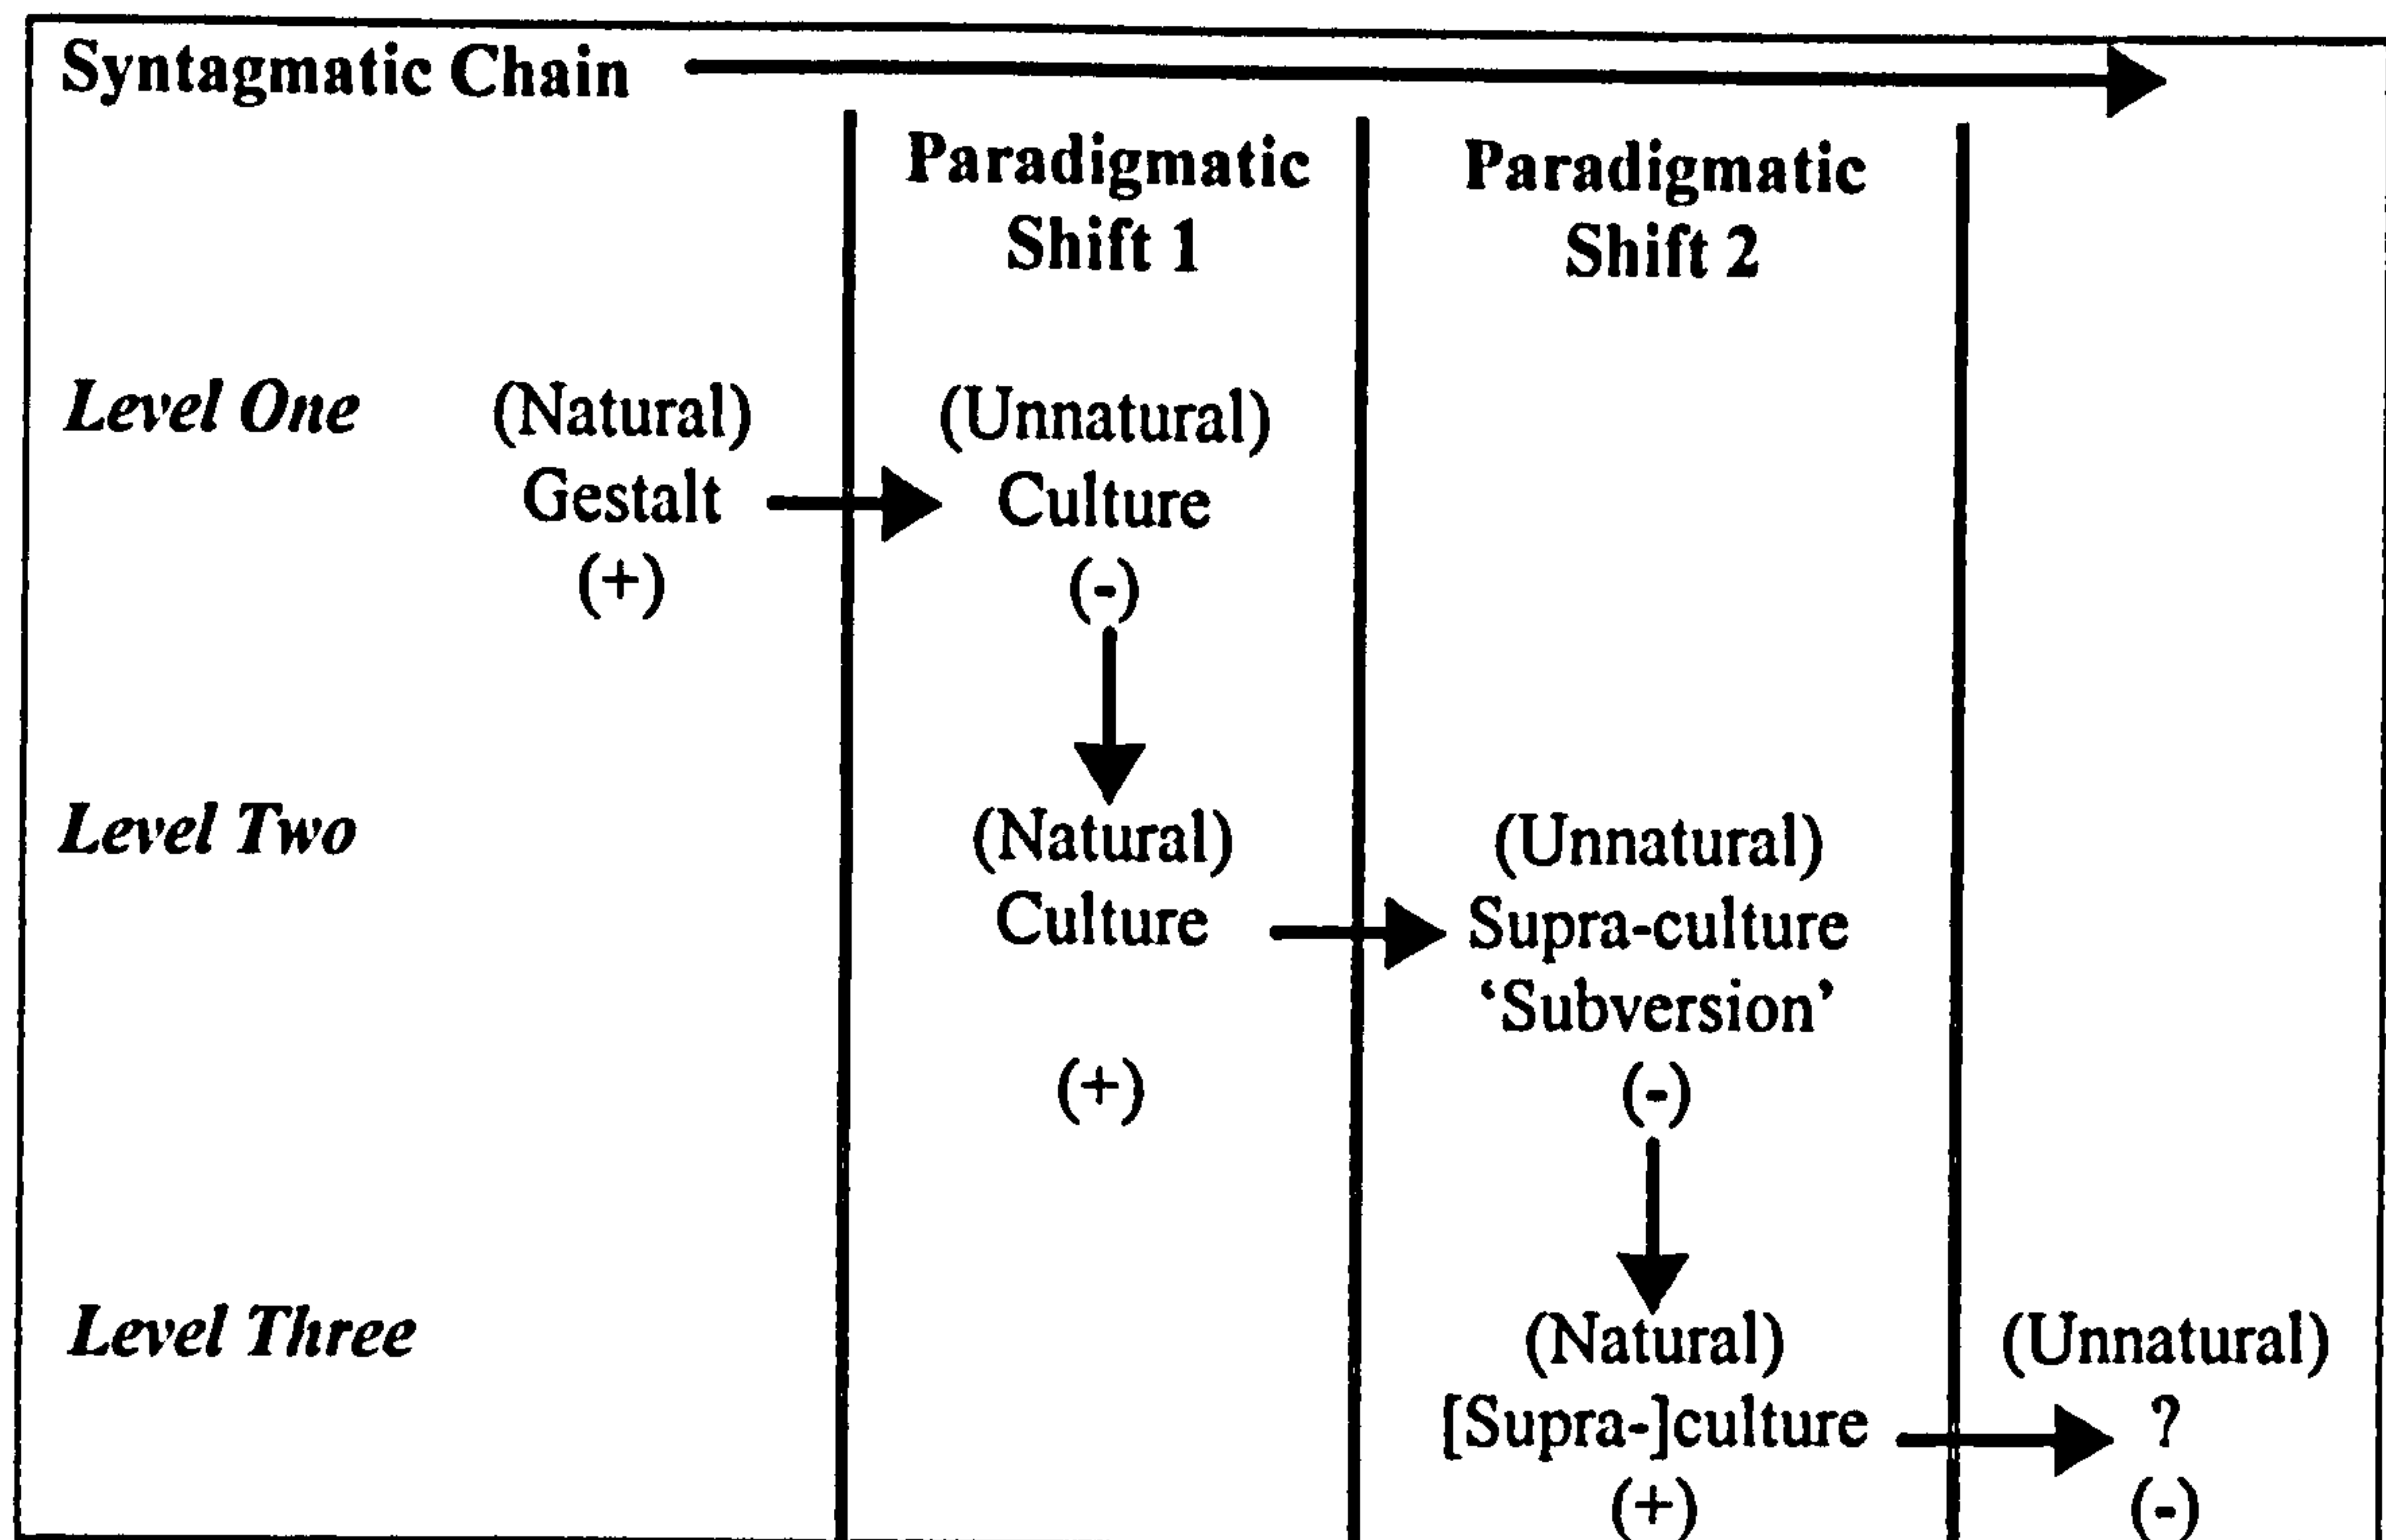 Syntagmatic Chain
Paradigmatic
Shift 1
Paradigmatic
Shift 2
Level One
(Natural)
Gestalt
(+)
(Unnatural)
Culture
(-)
Level Two
(Natural)
Culture
(+)
(Unnatural)
Supra-culture
‘Subversion’
(-)
Level Three
(Natural)
[Supra-]culture
(+)
(Unnatural)
?
(-)